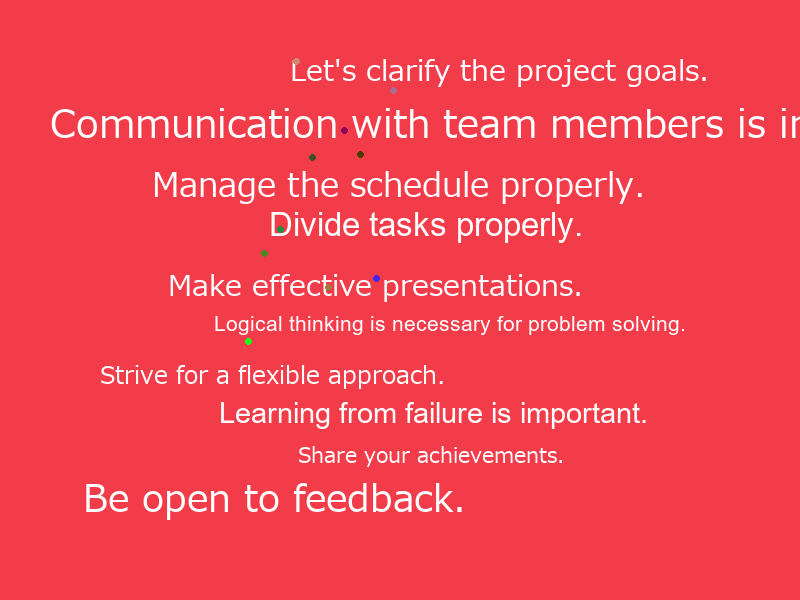 Let's clarify the project goals.
Communication with team members is
Manage the schedule properly.
Divide tasks properly.
Make effective presentations.
Logical thinking is necessary for problem solving.
Strive for a flexible approach.
Learning from failure is important.
Share your achievements.
Be open to feedback.